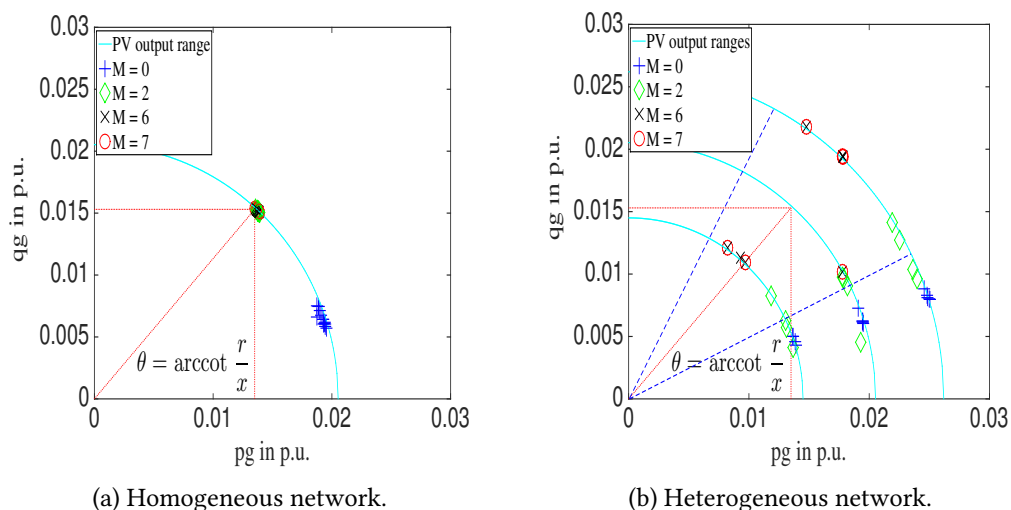 0.03
0.025
0.02
0.015
0.01
0.005
0
qg in p.u.
PV output range
M = 0
M = 2
M = 6
M = 7
θ = arccot r/x
0 0.01 0.02 0.03
pg in p.u.
(a) Homogeneous network.
0.03
0.025
0.02
0.015
0.01
0.005
0
qg in p.u.
PV output ranges
M = 0
M = 2
M = 6
M = 7
θ = arccot r/x
0 0.01 0.02 0.03
pg in p.u.
(b) Heterogeneous network.